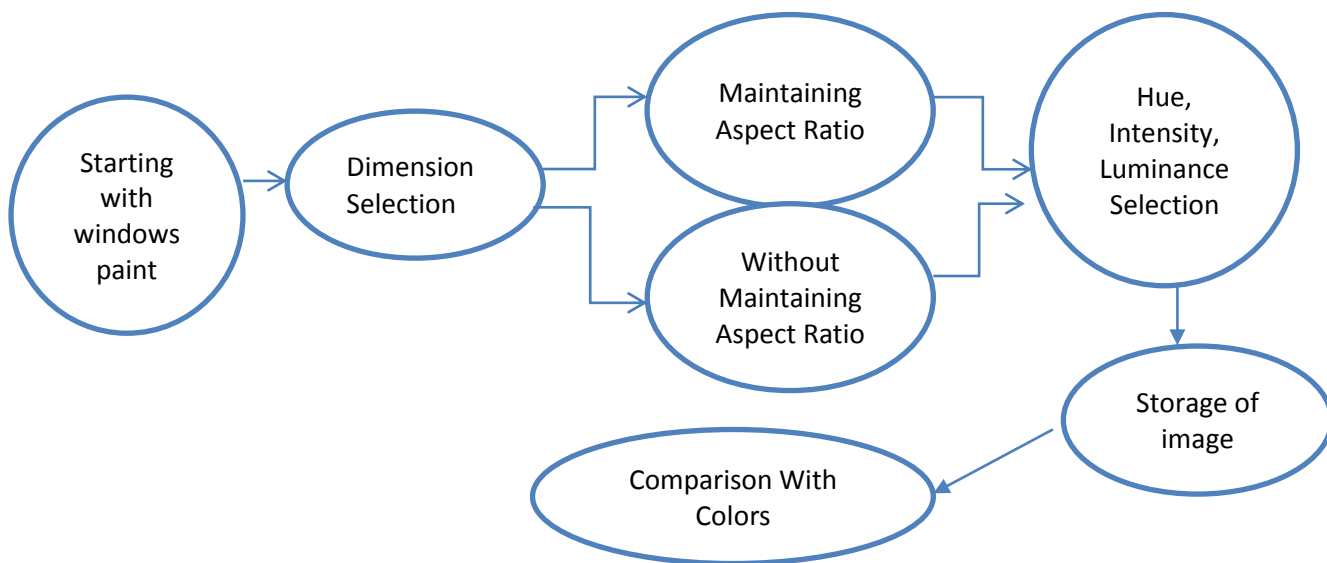 Starting
with
windows
paint
Dimension
Selection
Maintaining
Aspect Ratio
Without
Maintaining
Aspect Ratio
Hue,
Intensity,
Luminance
Selection
Storage of
image
Comparison With
Colors